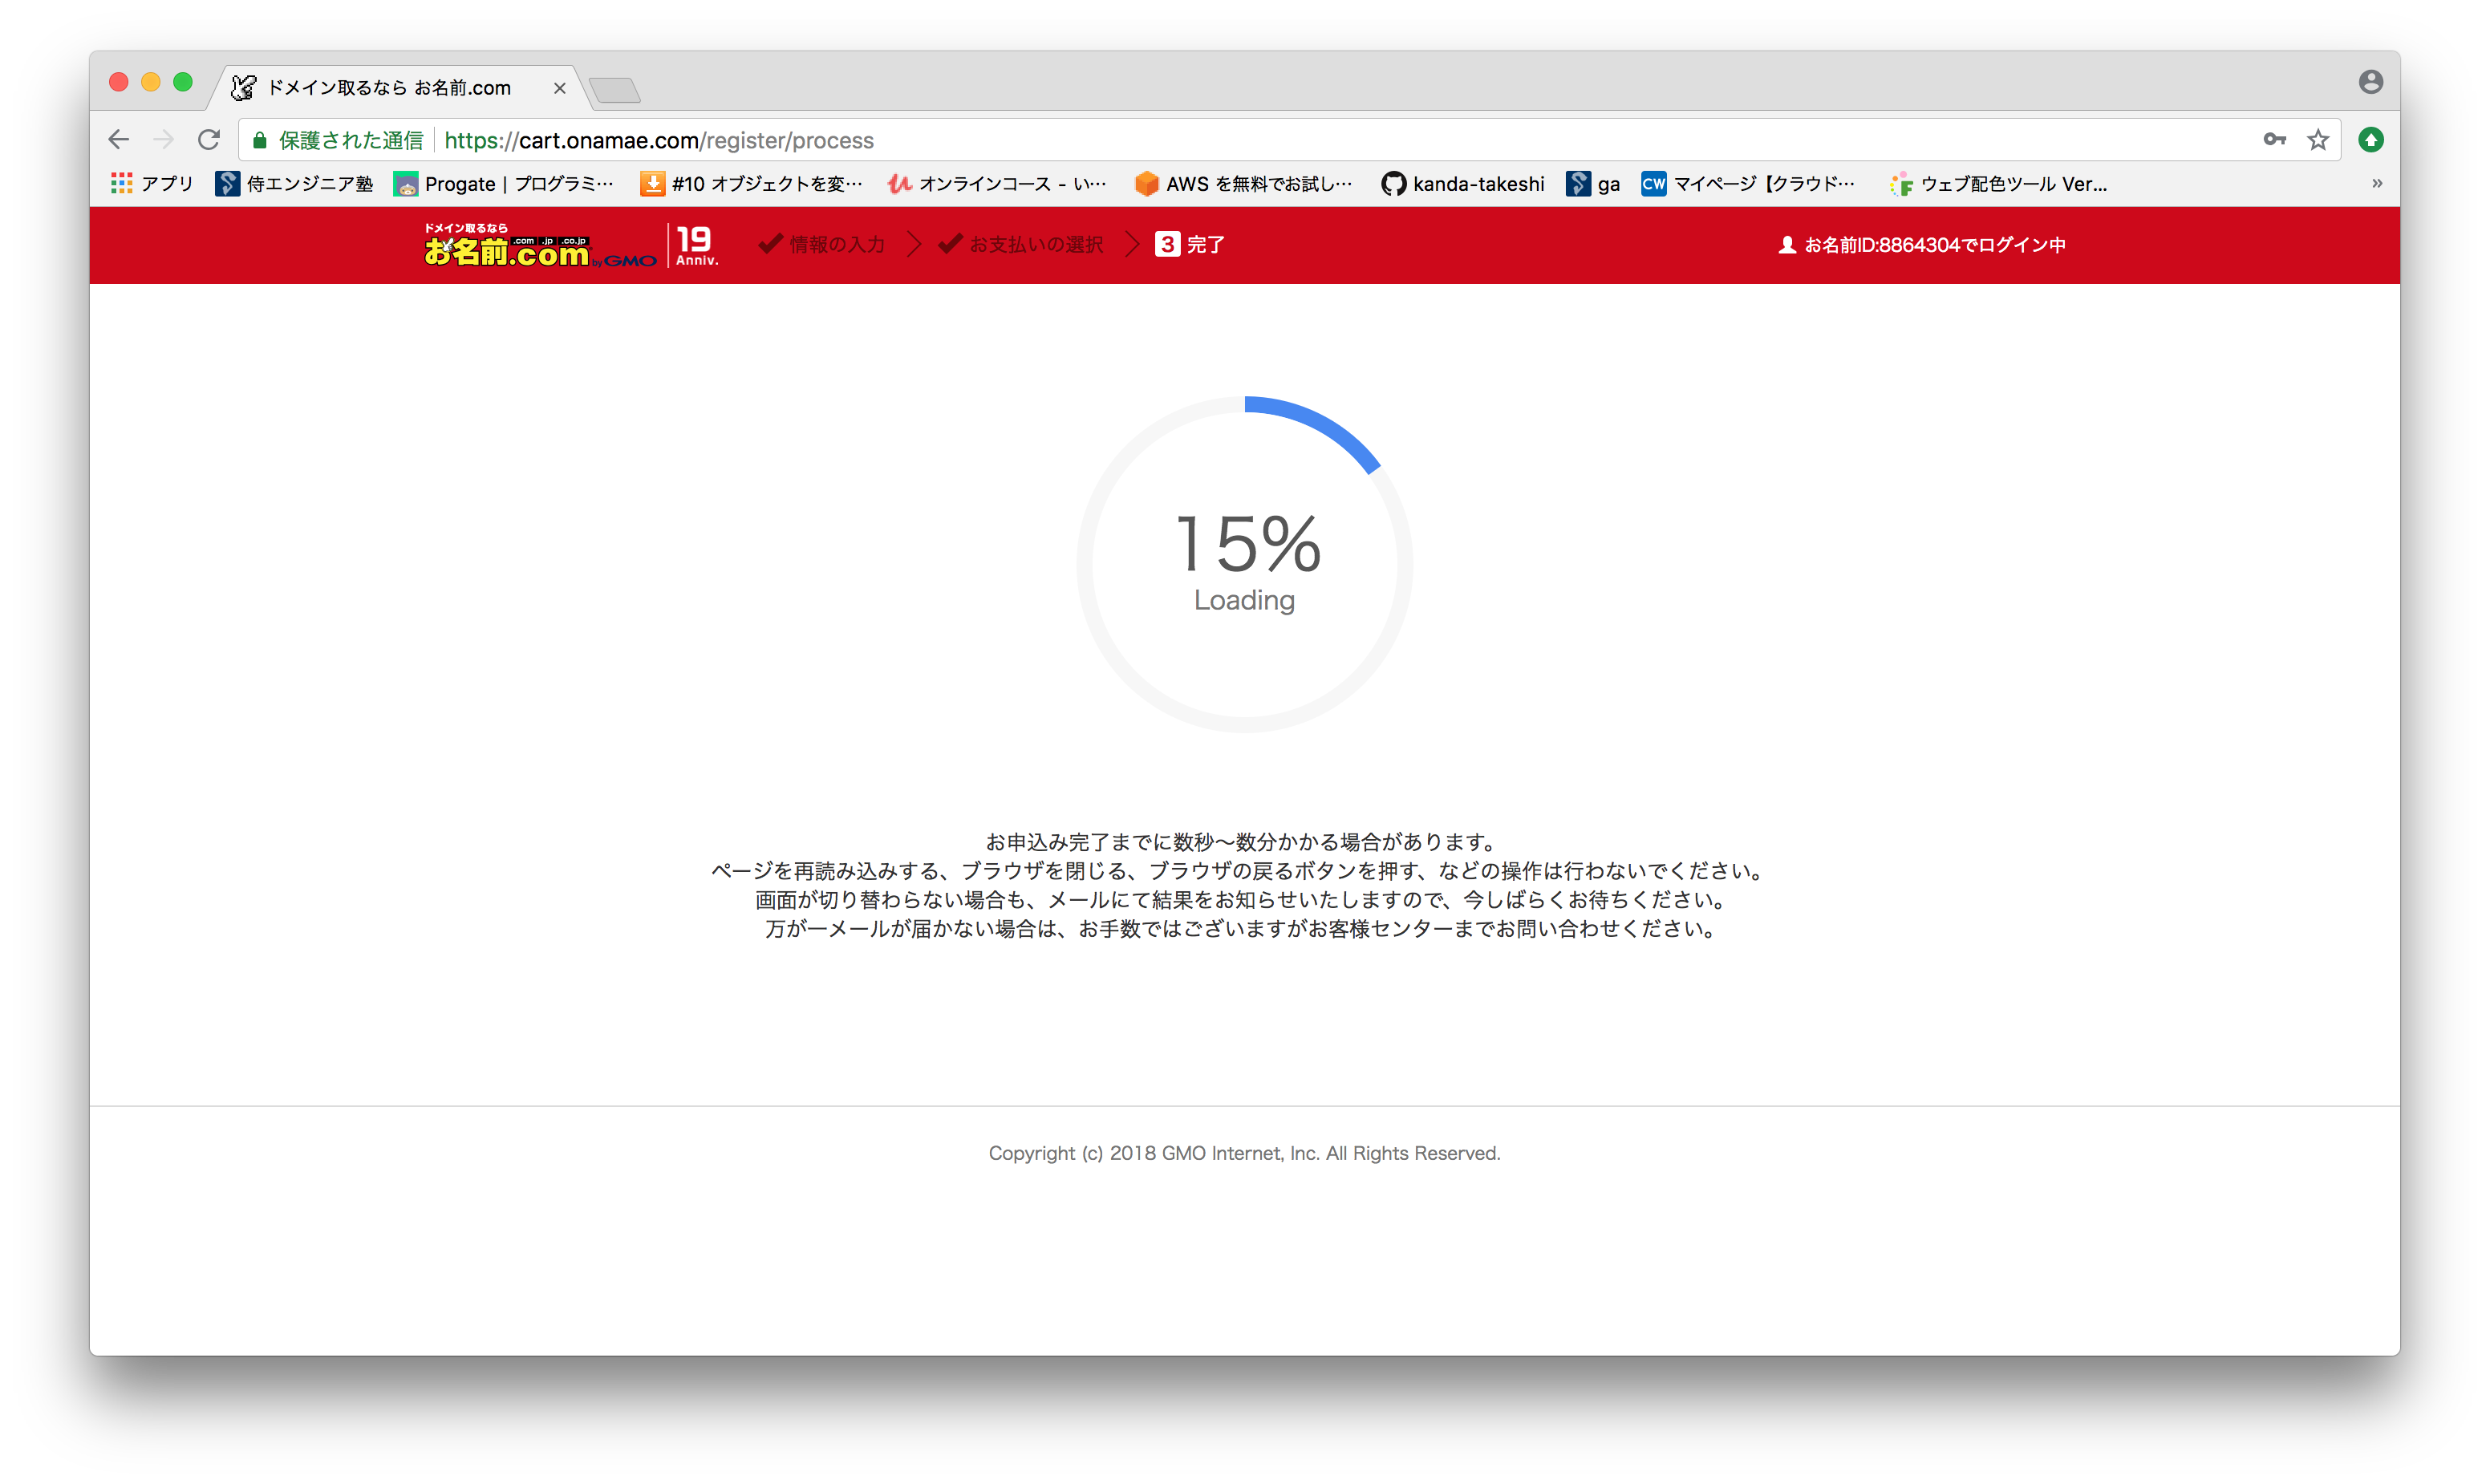 ドメイン取るなら お名前.com
保護された通信 https://cart.onamae.com/register/process
アプリ 侍エンジニア塾 Progate | プログラミ… #10 オブジェクトを変… オンラインコース - い… AWS を無料でお試し… kanda-takeshi ga CW マイページ【クラウド… ウェブ配色ツール Ver... »
ドメイン取るなら
お名前.com .com .jp .co.jp by GMO 19 Anniv. 情報の入力 お支払いの選択 3 完了 お名前ID:8864304でログイン中
15%
Loading
お申込み完了までに数秒～数分かかる場合があります。
ページを再読み込みする、ブラウザを閉じる、ブラウザの戻るボタンを押す、などの操作は行わないでください。
画面が切り替わらない場合も、メールにて結果をお知らせいたしますので、今しばらくお待ちください。
万が一メールが届かない場合は、お手数ではございますがお客様センターまでお問い合わせください。
Copyright (c) 2018 GMO Internet, Inc. All Rights Reserved.